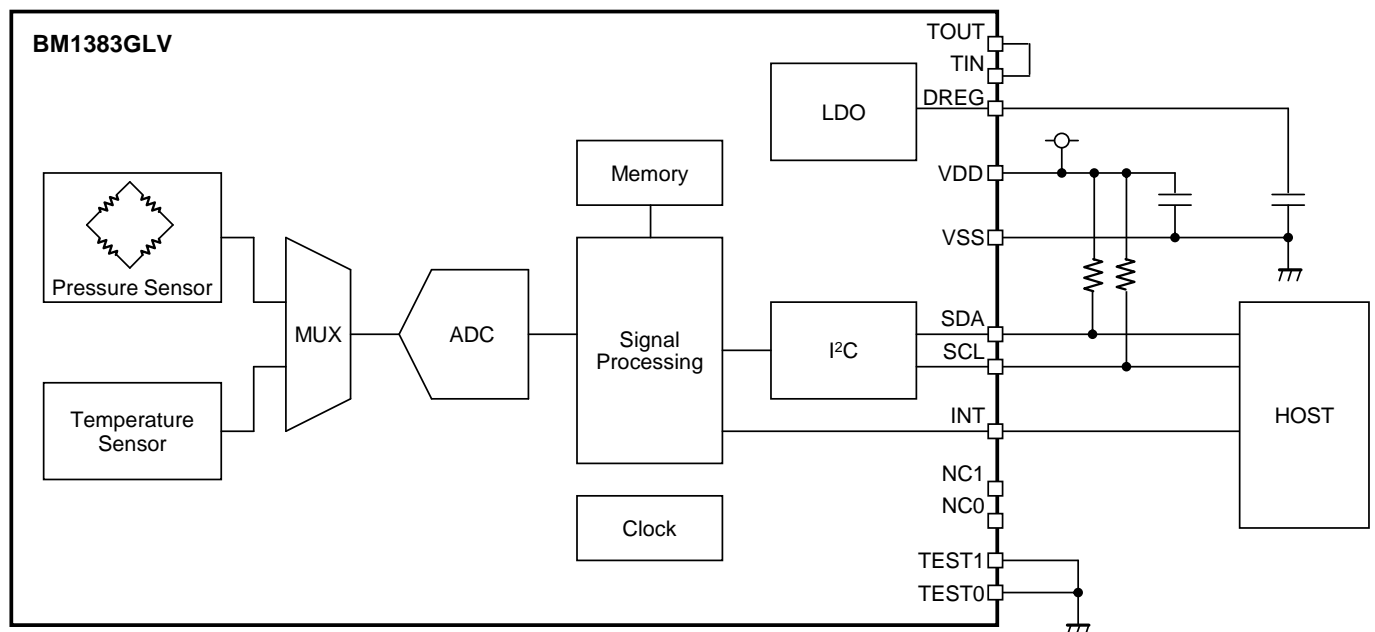 BM1383GLV
TOUT
TIN
DREG
LDO
VDD
Memory
VSS
Pressure Sensor
MUX
ADC
Signal
Processing
I²C
SDA
SCL
Temperature
Sensor
INT
HOST
NC1
NC0
Clock
TEST1
TEST0